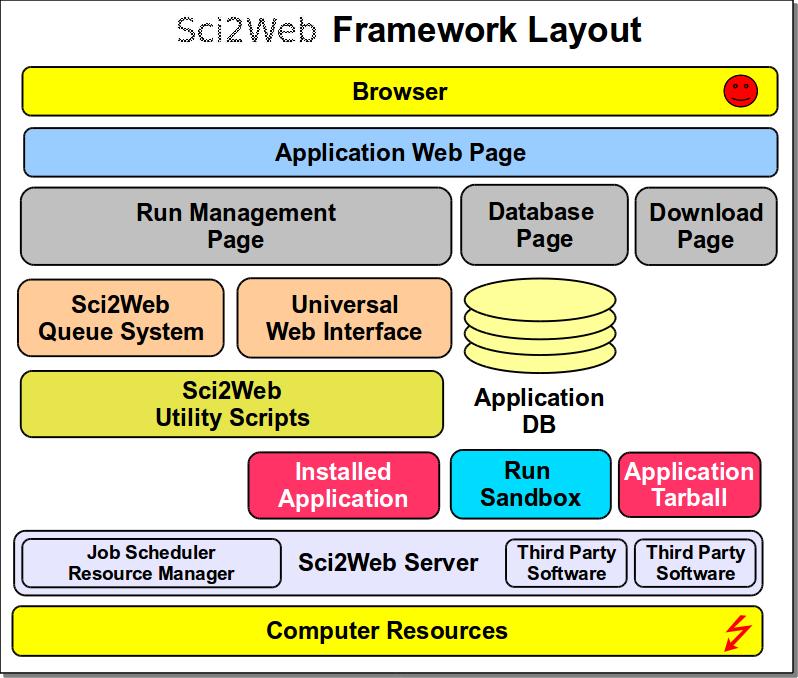 Sci2Web Framework Layout
Browser
Application Web Page
Run Management
Page
Database
Page
Download
Page
Sci2Web
Queue System
Universal
Web Interface
Sci2Web
Utility Scripts
Application
DB
Installed
Application
Run
Sandbox
Application
Tarball
Job Scheduler
Resource Manager
Sci2Web Server
Third Party
Software
Third Party
Software
Computer Resources